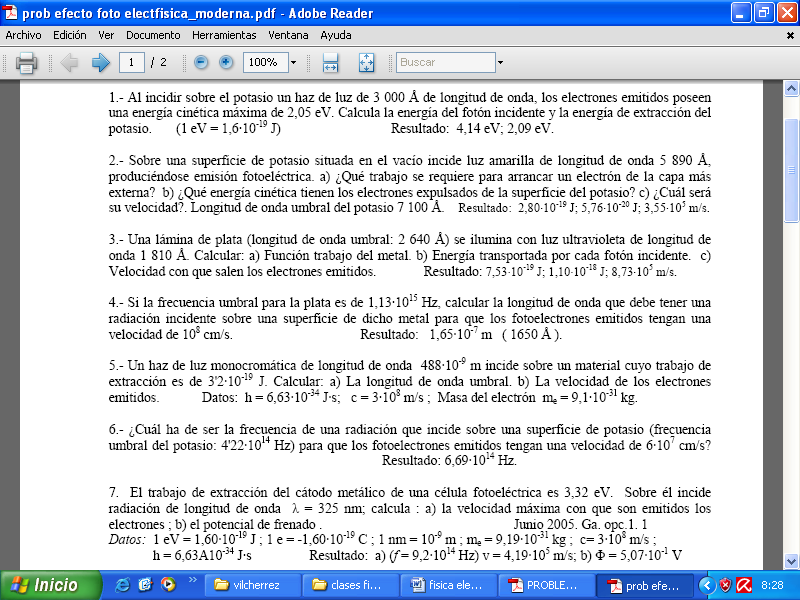 prob efecto foto electfisica_moderna.pdf - Adobe Reader
Archivo Edición Ver Documento Herramientas Ventana Ayuda
1 / 2 100% Buscar
1.- Al incidir sobre el potasio un haz de luz de 3 000 Å de longitud de onda, los electrones emitidos poseen
una energía cinética máxima de 2,05 eV. Calcula la energía del fotón incidente y la energía de extracción del
potasio. (1 eV = 1,6·10⁻¹⁹ J) Resultado: 4,14 eV; 2,09 eV.
2.- Sobre una superficie de potasio situada en el vacío incide luz amarilla de longitud de onda 5 890 Å,
produciéndose emisión fotoeléctrica. a) ¿Qué trabajo se requiere para arrancar un electrón de la capa más
externa? b) ¿Qué energía cinética tienen los electrones expulsados de la superficie del potasio? c) ¿Cuál será
su velocidad?. Longitud de onda umbral del potasio 7 100 Å. Resultado: 2,80·10⁻¹⁹ J; 5,76·10⁻²⁰ J; 3,55·10⁵ m/s.
3.- Una lámina de plata (longitud de onda umbral: 2 640 Å) se ilumina con luz ultravioleta de longitud de
onda 1 810 Å. Calcular: a) Función trabajo del metal. b) Energía transportada por cada fotón incidente. c)
Velocidad con que salen los electrones emitidos. Resultado: 7,53·10⁻¹⁹ J; 1,10·10⁻¹⁸ J; 8,73·10⁵ m/s.
4.- Si la frecuencia umbral para la plata es de 1,13·10¹⁵ Hz, calcular la longitud de onda que debe tener una
radiación incidente sobre una superficie de dicho metal para que los fotoelectrones emitidos tengan una
velocidad de 10⁸ cm/s. Resultado: 1,65·10⁻⁷ m ( 1650 Å ).
5.- Un haz de luz monocromática de longitud de onda 488·10⁻⁹ m incide sobre un material cuyo trabajo de
extracción es de 3'2·10⁻¹⁹ J. Calcular: a) La longitud de onda umbral. b) La velocidad de los electrones
emitidos. Datos: h = 6,63·10⁻³⁴ J·s; c = 3·10⁸ m/s ; Masa del electrón mₑ = 9,1·10⁻³¹ kg.
6.- ¿Cuál ha de ser la frecuencia de una radiación que incide sobre una superficie de potasio (frecuencia
umbral del potasio: 4'22·10¹⁴ Hz) para que los fotoelectrones emitidos tengan una velocidad de 6·10⁷ cm/s?
Resultado: 6,69·10¹⁴ Hz.
7. El trabajo de extracción del cátodo metálico de una célula fotoeléctrica es 3,32 eV. Sobre él incide
radiación de longitud de onda λ = 325 nm; calcula : a) la velocidad máxima con que son emitidos los
electrones ; b) el potencial de frenado . Junio 2005. Ga. opc.1. 1
Datos: 1 eV = 1,60·10⁻¹⁹ J ; 1 e = -1,60·10⁻¹⁹ C ; 1 nm = 10⁻⁹ m ; mₑ = 9,19·10⁻³¹ kg ; c= 3·10⁸ m/s ;
h = 6,63A10⁻³⁴ J·s Resultado: a) (f = 9,2·10¹⁴ Hz) v = 4,19·10⁵ m/s; b) Φ = 5,07·10⁻¹ V
Inicio vilcherrez clases fi... fisica ele... PROBLE... prob efe... 8:28